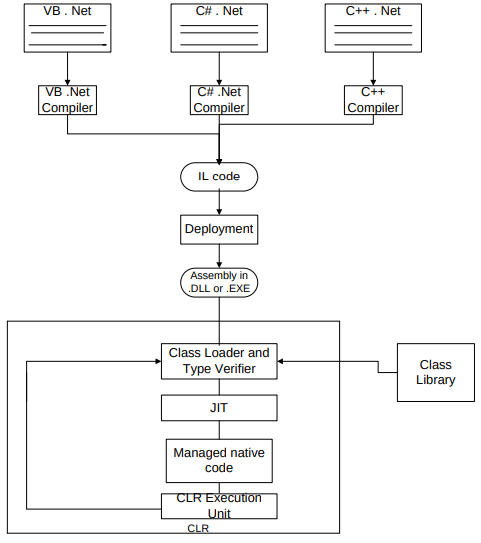 VB . Net
C# . Net
C++ . Net
VB .Net
Compiler
C# .Net
Compiler
C++
Compiler
IL code
Deployment
Assembly in
.DLL or .EXE
Class Loader and
Type Verifier
Class
Library
JIT
Managed native
code
CLR Execution
Unit
CLR